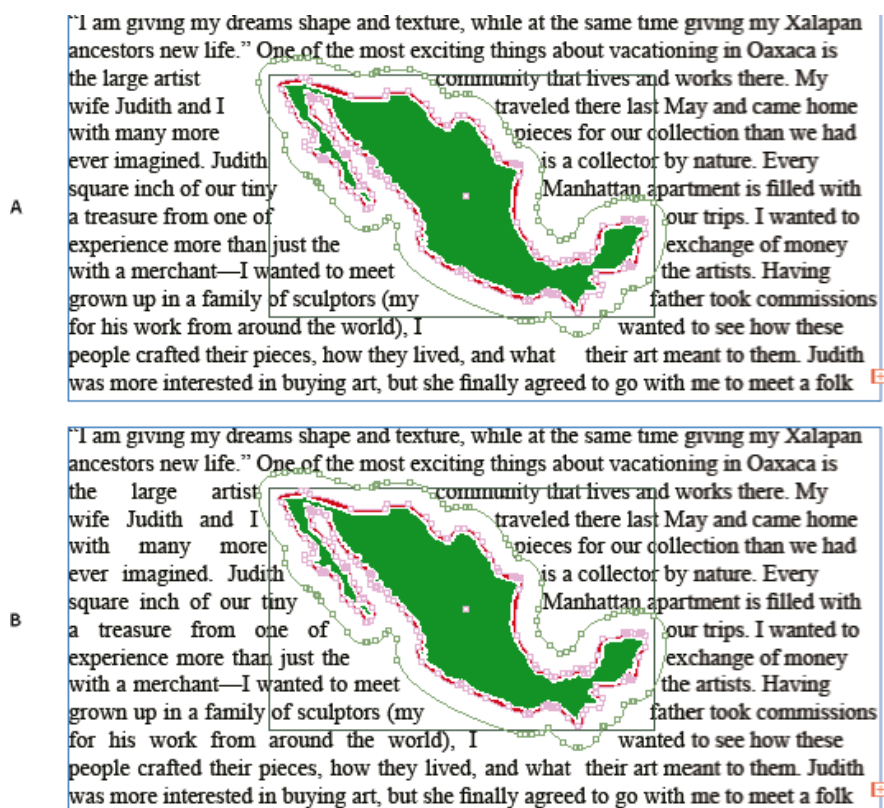 A
“I am giving my dreams shape and texture, while at the same time giving my Xalapan
ancestors new life.” One of the most exciting things about vacationing in Oaxaca is
the large artist community that lives and works there. My
wife Judith and I traveled there last May and came home
with many more pieces for our collection than we had
ever imagined. Judith is a collector by nature. Every
square inch of our tiny Manhattan apartment is filled with
a treasure from one of our trips. I wanted to
experience more than just the exchange of money
with a merchant—I wanted to meet the artists. Having
grown up in a family of sculptors (my father took commissions
for his work from around the world), I wanted to see how these
people crafted their pieces, how they lived, and what their art meant to them. Judith
was more interested in buying art, but she finally agreed to go with me to meet a folk
B
“I am giving my dreams shape and texture, while at the same time giving my Xalapan
ancestors new life.” One of the most exciting things about vacationing in Oaxaca is
the large artist community that lives and works there. My
wife Judith and I traveled there last May and came home
with many more pieces for our collection than we had
ever imagined. Judith is a collector by nature. Every
square inch of our tiny Manhattan apartment is filled with
a treasure from one of our trips. I wanted to
experience more than just the exchange of money
with a merchant—I wanted to meet the artists. Having
grown up in a family of sculptors (my father took commissions
for his work from around the world), I wanted to see how these
people crafted their pieces, how they lived, and what their art meant to them. Judith
was more interested in buying art, but she finally agreed to go with me to meet a folk